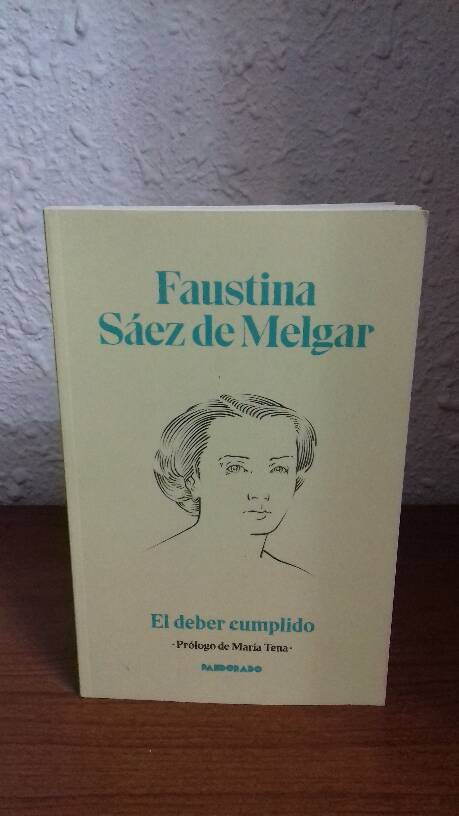 Faustina
Sáez de Melgar
El deber cumplido
·Prólogo de María Tena·
PANDORADO